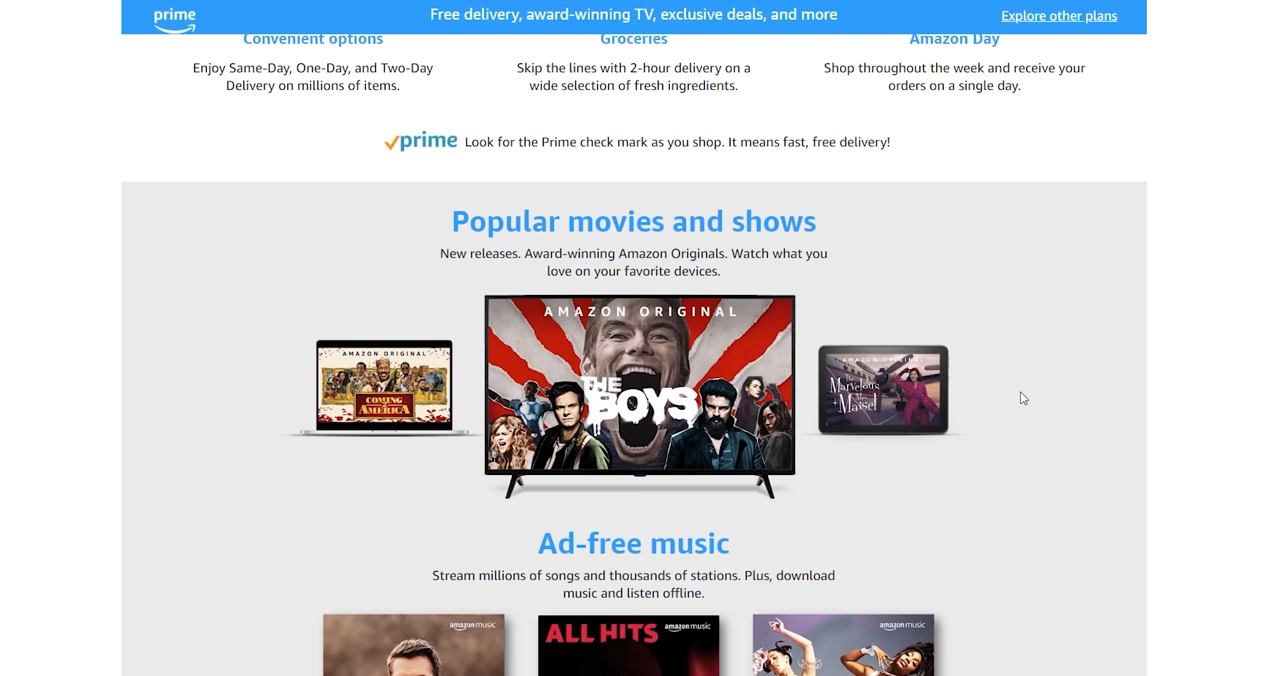 prime
Free delivery, award-winning TV, exclusive deals, and more
Explore other plans
Convenient options
Groceries
Amazon Day
Enjoy Same-Day, One-Day, and Two-Day
Delivery on millions of items.
Skip the lines with 2-hour delivery on a
wide selection of fresh ingredients.
Shop throughout the week and receive your
orders on a single day.
prime Look for the Prime check mark as you shop. It means fast, free delivery!
Popular movies and shows
New releases. Award-winning Amazon Originals. Watch what you
love on your favorite devices.
AMAZON ORIGINAL
COMING
2
AMERICA
AMAZON ORIGINAL
THE
BOYS
AMAZON ORIGINAL
The
Marvelous
Mrs.
Maisel
Ad-free music
Stream millions of songs and thousands of stations. Plus, download
music and listen offline.
amazon music
ALL HITS
amazon music
amazon music